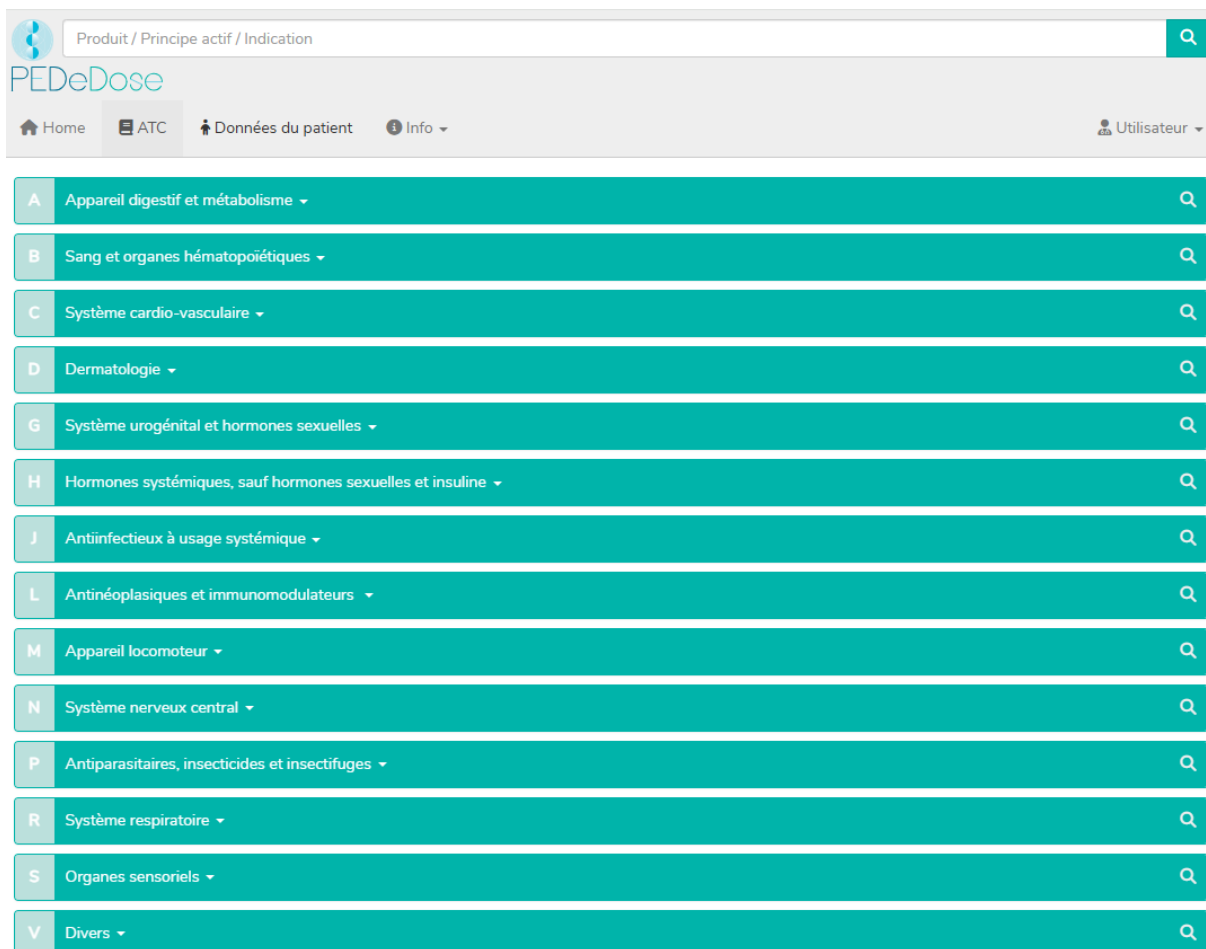 Produit / Principe actif / Indication
PEDeDose
Home ATC Données du patient Info Utilisateur
A Appareil digestif et métabolisme
B Sang et organes hématopoïétiques
C Système cardio-vasculaire
D Dermatologie
G Système urogénital et hormones sexuelles
H Hormones systémiques, sauf hormones sexuelles et insuline
J Antiinfectieux à usage systémique
L Antinéoplasiques et immunomodulateurs
M Appareil locomoteur
N Système nerveux central
P Antiparasitaires, insecticides et insectifuges
R Système respiratoire
S Organes sensoriels
V Divers